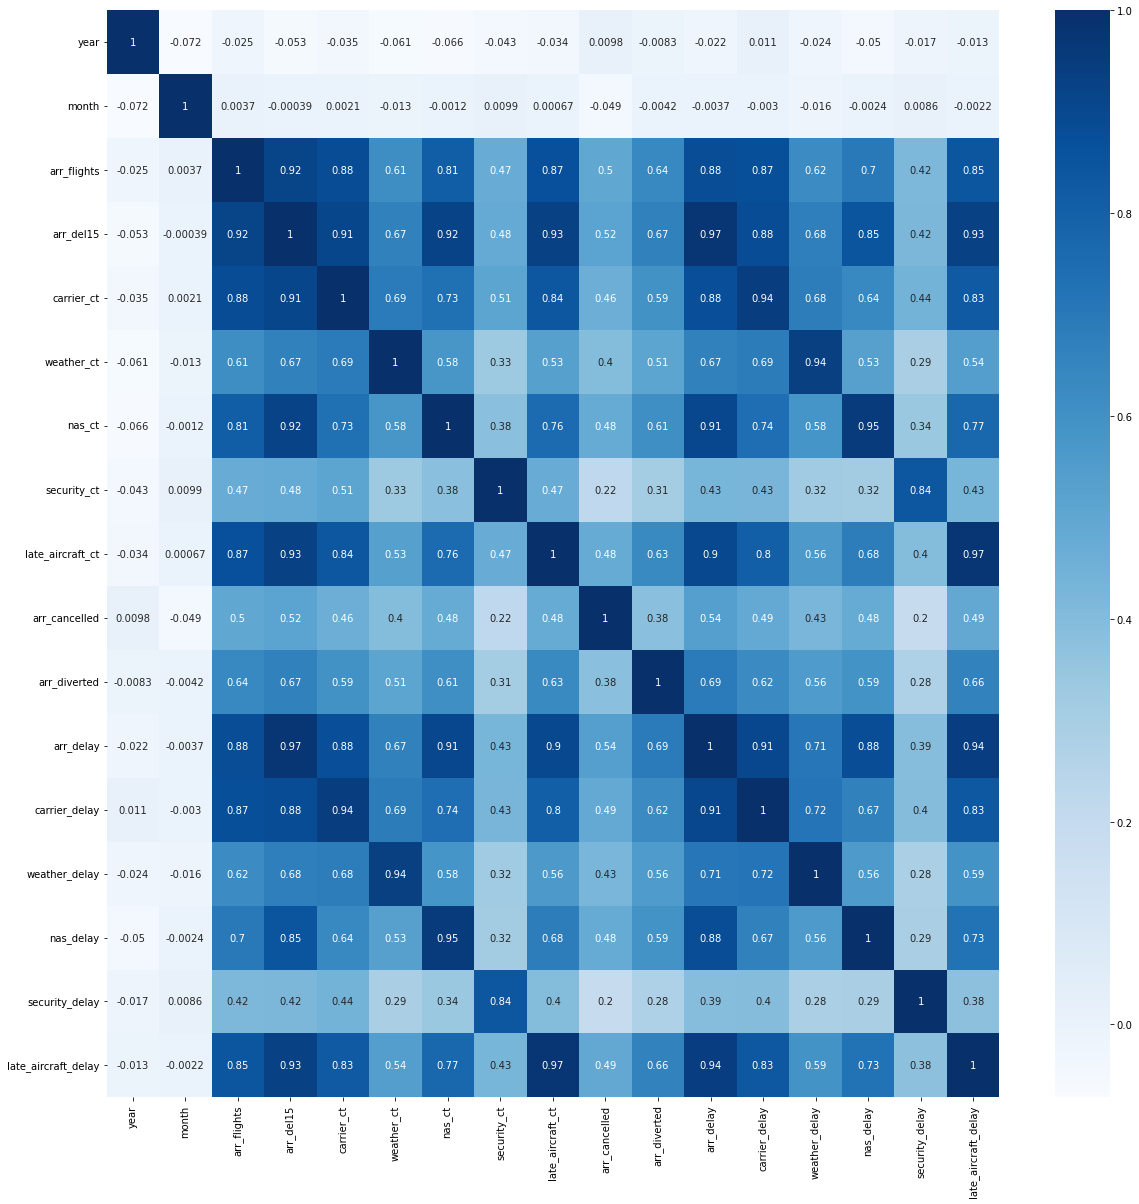 year 1 -0.072 -0.025 -0.053 -0.035 -0.061 -0.066 -0.043 -0.034 0.0098 -0.0083 -0.022 0.011 -0.024 -0.05 -0.017 -0.013
month -0.072 1 0.0037 -0.00039 0.0021 -0.013 -0.0012 0.0099 0.00067 -0.049 -0.0042 -0.0037 -0.003 -0.016 -0.0024 0.0086 -0.0022
arr_flights -0.025 0.0037 1 0.92 0.88 0.61 0.81 0.47 0.87 0.5 0.64 0.88 0.87 0.62 0.7 0.42 0.85
arr_del15 -0.053 -0.00039 0.92 1 0.91 0.67 0.92 0.48 0.93 0.52 0.67 0.97 0.88 0.68 0.85 0.42 0.93
carrier_ct -0.035 0.0021 0.88 0.91 1 0.69 0.73 0.51 0.84 0.46 0.59 0.88 0.94 0.68 0.64 0.44 0.83
weather_ct -0.061 -0.013 0.61 0.67 0.69 1 0.58 0.33 0.53 0.4 0.51 0.67 0.69 0.94 0.53 0.29 0.54
nas_ct -0.066 -0.0012 0.81 0.92 0.73 0.58 1 0.38 0.76 0.48 0.61 0.91 0.74 0.58 0.95 0.34 0.77
security_ct -0.043 0.0099 0.47 0.48 0.51 0.33 0.38 1 0.47 0.22 0.31 0.43 0.43 0.32 0.32 0.84 0.43
late_aircraft_ct -0.034 0.00067 0.87 0.93 0.84 0.53 0.76 0.47 1 0.48 0.63 0.9 0.8 0.56 0.68 0.4 0.97
arr_cancelled 0.0098 -0.049 0.5 0.52 0.46 0.4 0.48 0.22 0.48 1 0.38 0.54 0.49 0.43 0.48 0.2 0.49
arr_diverted -0.0083 -0.0042 0.64 0.67 0.59 0.51 0.61 0.31 0.63 0.38 1 0.69 0.62 0.56 0.59 0.28 0.66
arr_delay -0.022 -0.0037 0.88 0.97 0.88 0.67 0.91 0.43 0.9 0.54 0.69 1 0.91 0.71 0.88 0.39 0.94
carrier_delay 0.011 -0.003 0.87 0.88 0.94 0.69 0.74 0.43 0.8 0.49 0.62 0.91 1 0.72 0.67 0.4 0.83
weather_delay -0.024 -0.016 0.62 0.68 0.68 0.94 0.58 0.32 0.56 0.43 0.56 0.71 0.72 1 0.56 0.28 0.59
nas_delay -0.05 -0.0024 0.7 0.85 0.64 0.53 0.95 0.32 0.68 0.48 0.59 0.88 0.67 0.56 1 0.29 0.73
security_delay -0.017 0.0086 0.42 0.42 0.44 0.29 0.34 0.84 0.4 0.2 0.28 0.39 0.4 0.28 0.29 1 0.38
late_aircraft_delay -0.013 -0.0022 0.85 0.93 0.83 0.54 0.77 0.43 0.97 0.49 0.66 0.94 0.83 0.59 0.73 0.38 1
year
month
arr_flights
arr_del15
carrier_ct
weather_ct
nas_ct
security_ct
late_aircraft_ct
arr_cancelled
arr_diverted
arr_delay
carrier_delay
weather_delay
nas_delay
security_delay
late_aircraft_delay
1.0
0.8
0.6
0.4
0.2
0.0